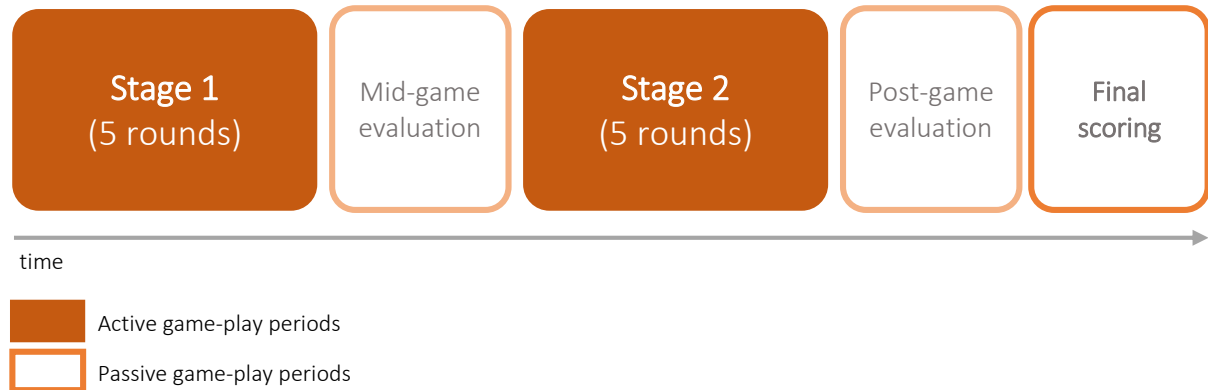 Stage 1
(5 rounds)
Mid-game
evaluation
Stage 2
(5 rounds)
Post-game
evaluation
Final
scoring
time
Active game-play periods
Passive game-play periods